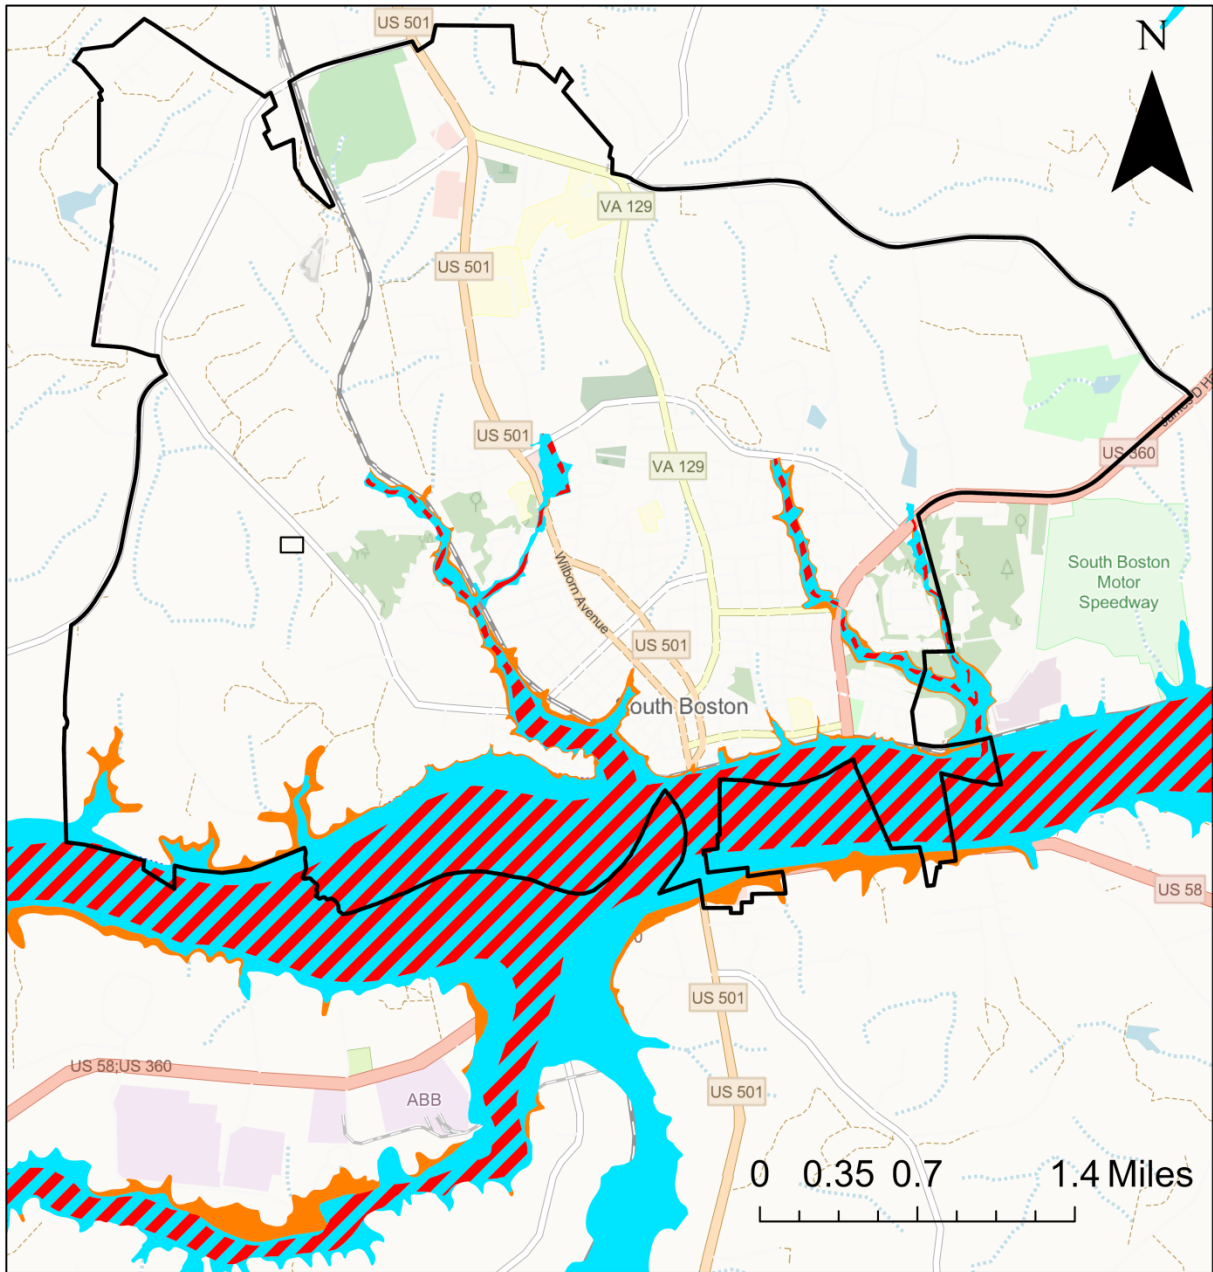 US 501
N
VA 129
US 501
James D Ha
US 501
US 360
VA 129
South Boston
Motor
Speedway
Wilborn Avenue
US 501
outh Boston
US 58
US 501
US 58;US 360
US 501
ABB
0 0.35 0.7 1.4 Miles